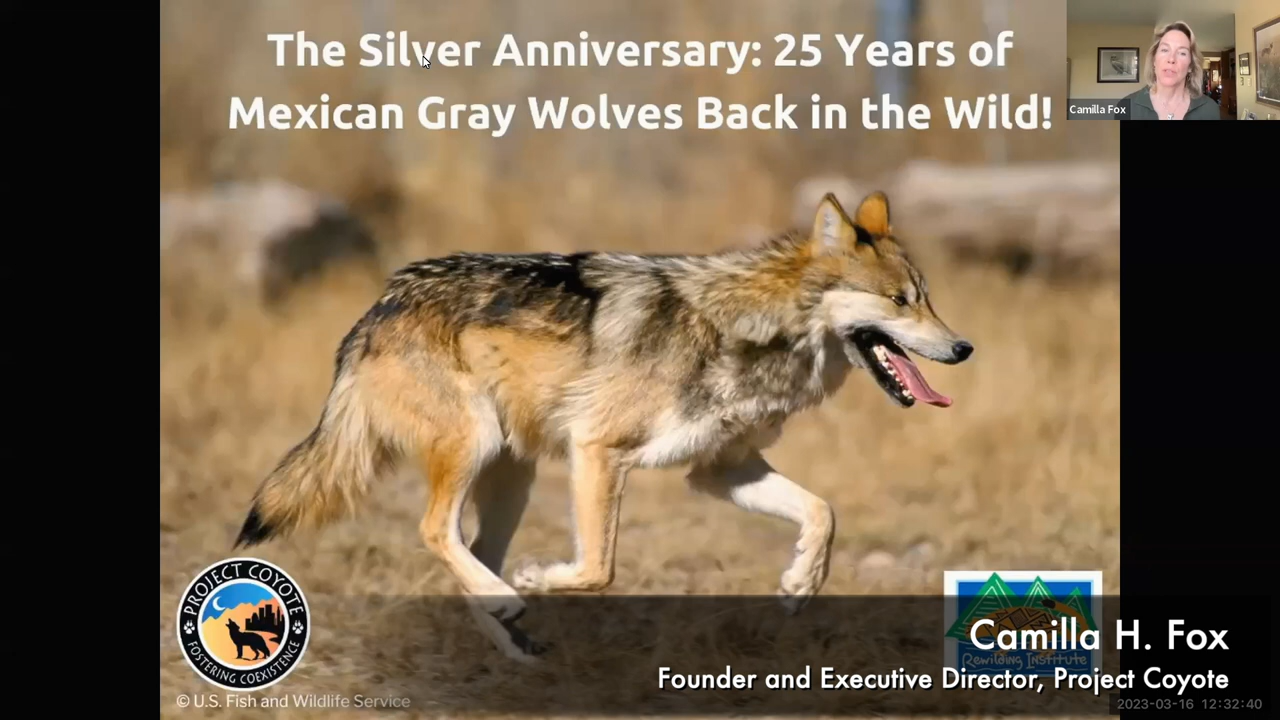 The Silver Anniversary: 25 Years of
Mexican Gray Wolves Back in the Wild!
Camilla Fox
PROJECT COYOTE
FOSTERING COEXISTENCE
Rewilding Institute
Camilla H. Fox
Founder and Executive Director, Project Coyote
© U.S. Fish and Wildlife Service
2023-03-16 12:32:40